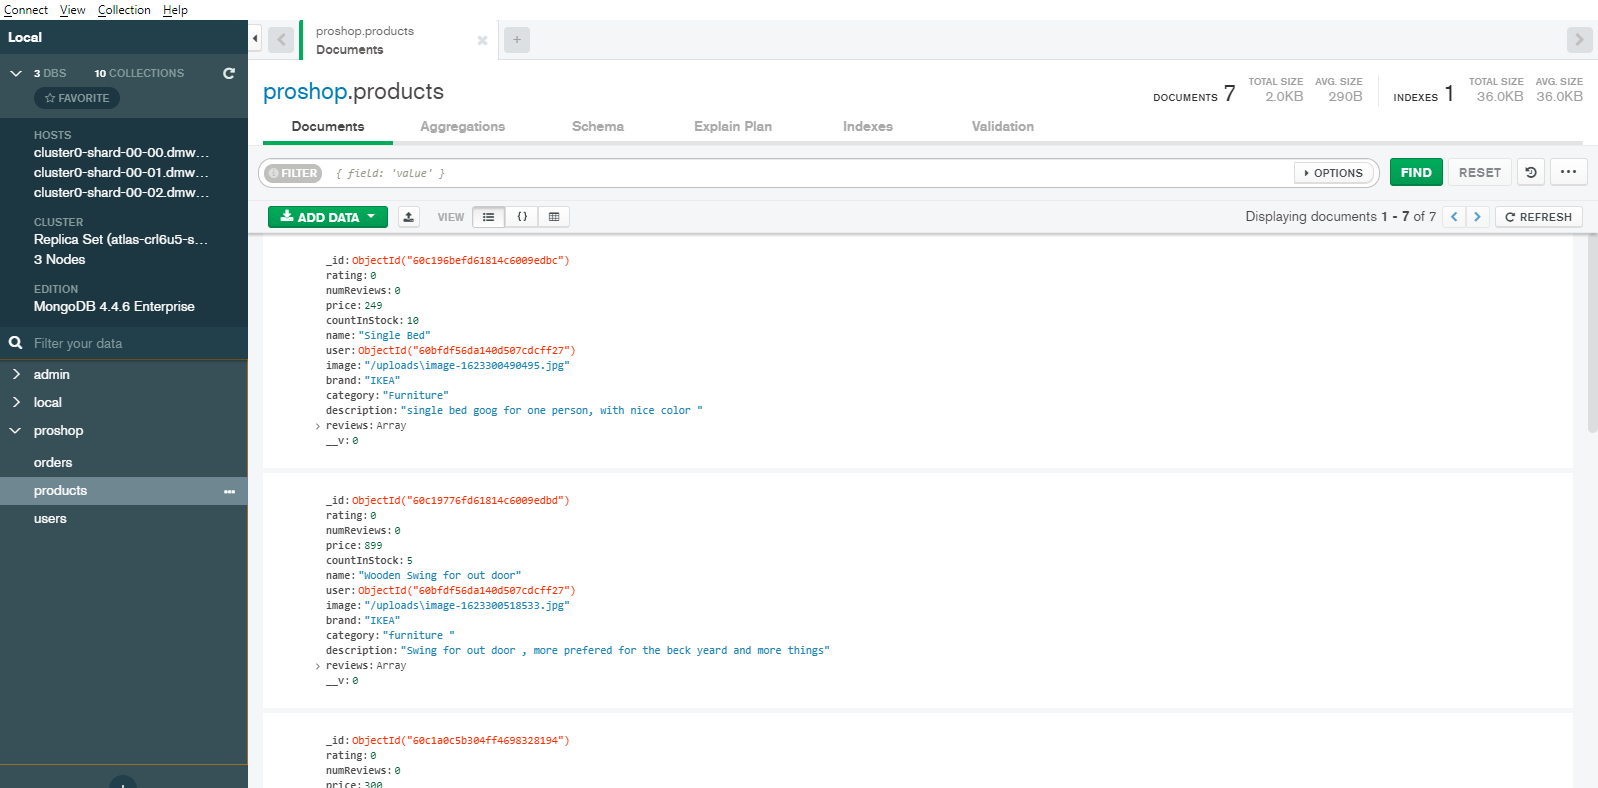 Connect View Collection Help
Local
3 DBS 10 COLLECTIONS
FAVORITE
HOSTS
cluster0-shard-00-00.dmw...
cluster0-shard-00-01.dmw...
cluster0-shard-00-02.dmw...
CLUSTER
Replica Set (atlas-crl6u5-s...
3 Nodes
EDITION
MongoDB 4.4.6 Enterprise
Filter your data
admin
local
proshop
orders
products
users
proshop.products
Documents
proshop.products
DOCUMENTS 7 TOTAL SIZE 2.0KB AVG. SIZE 290B INDEXES 1 TOTAL SIZE 36.0KB AVG. SIZE 36.0KB
Documents Aggregations Schema Explain Plan Indexes Validation
FILTER { field: 'value' } OPTIONS FIND RESET
ADD DATA VIEW {} Displaying documents 1 - 7 of 7 REFRESH
_id: ObjectId("60c196befd61814c6009edbc")
rating: 0
numReviews: 0
price: 249
countInStock: 10
name: "Single Bed"
user: ObjectId("60bfdf56da140d507cdcff27")
image: "/uploads\image-1623300490495.jpg"
brand: "IKEA"
category: "Furniture"
description: "single bed goog for one person, with nice color "
reviews: Array
__v: 0
_id: ObjectId("60c19776fd61814c6009edbd")
rating: 0
numReviews: 0
price: 899
countInStock: 5
name: "Wooden Swing for out door"
user: ObjectId("60bfdf56da140d507cdcff27")
image: "/uploads\image-1623300518533.jpg"
brand: "IKEA"
category: "furniture "
description: "Swing for out door , more prefered for the beck yeard and more things"
reviews: Array
__v: 0
_id: ObjectId("60c1a0c5b304ff4698328194")
rating: 0
numReviews: 0
price: 300